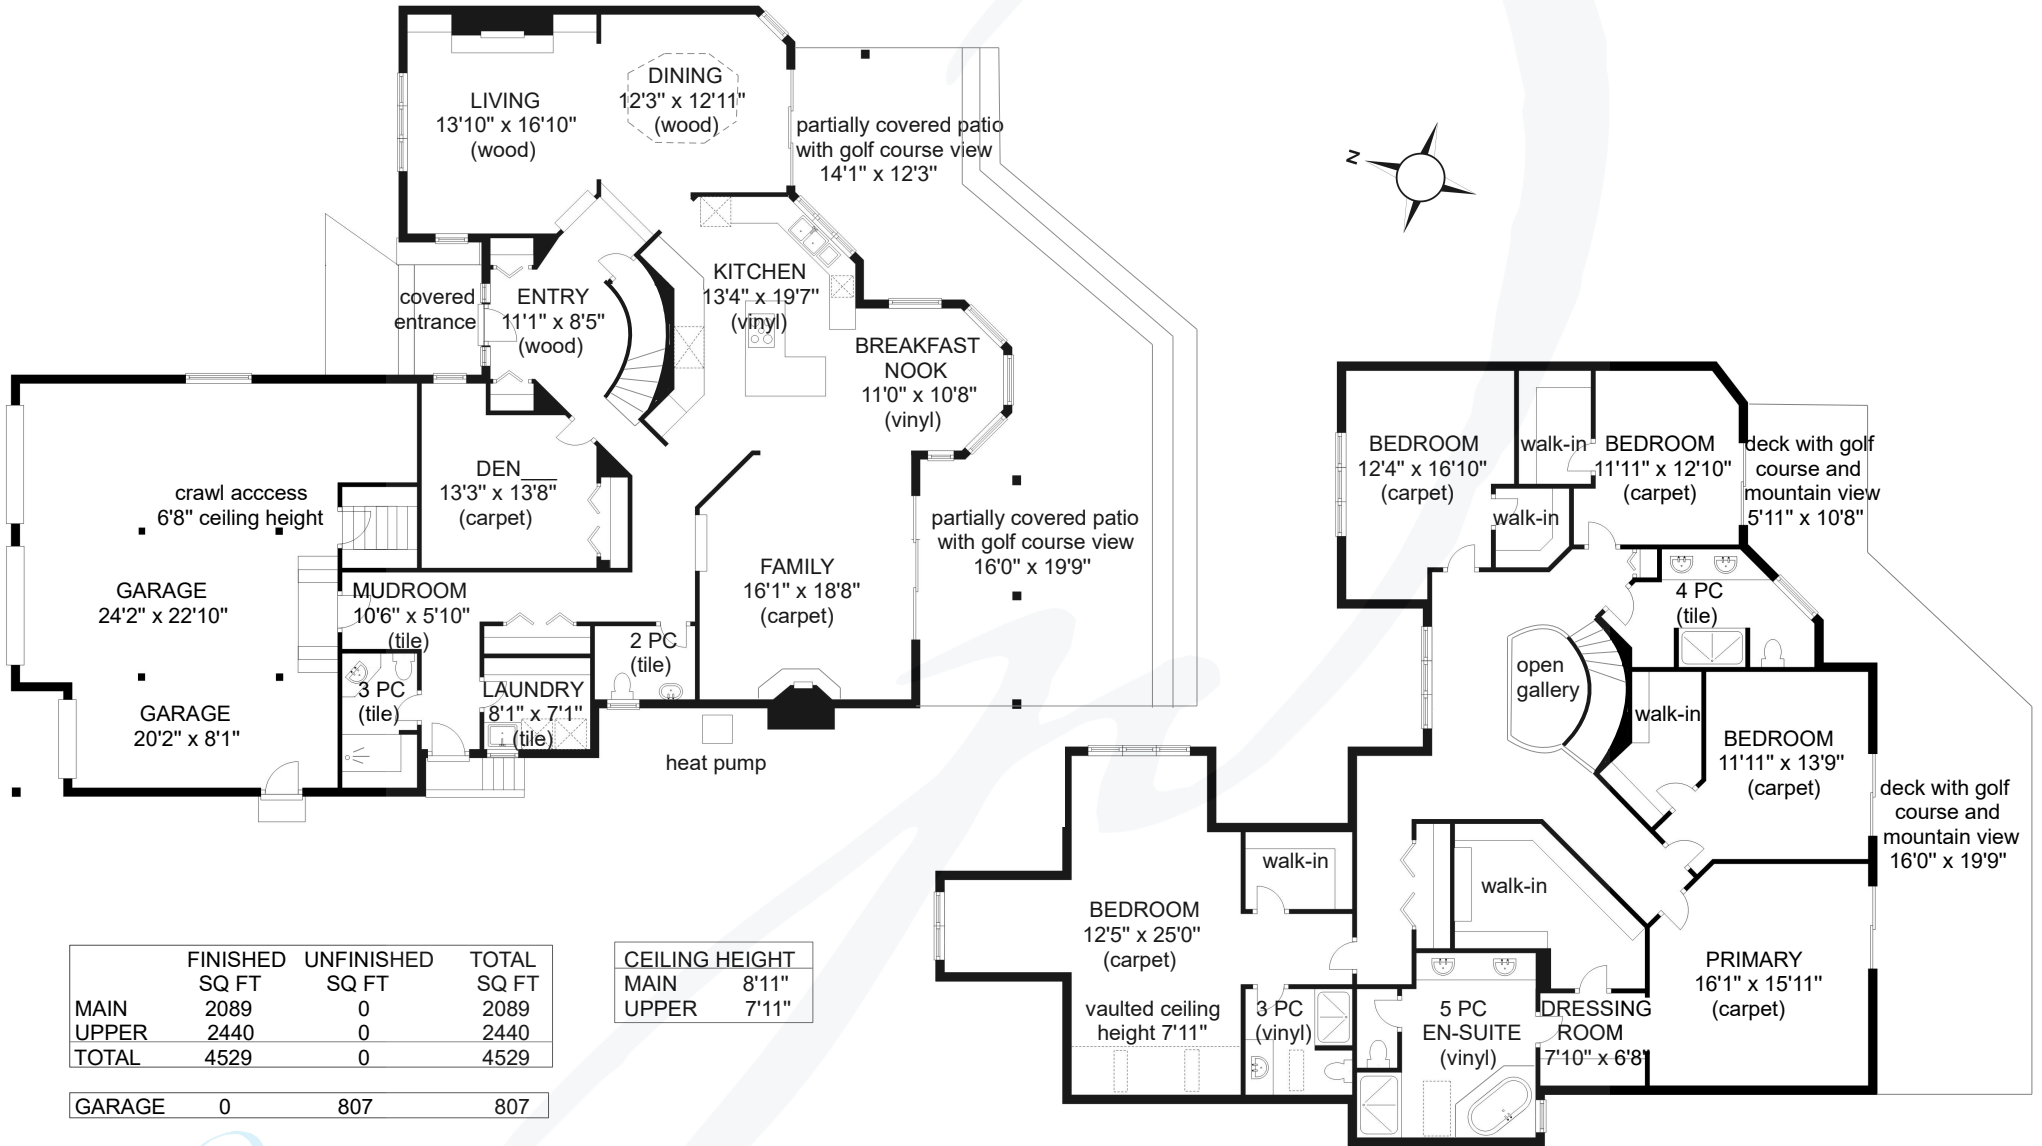 LIVING
13'10" x 16'10"
(wood)
DINING
12'3" x 12'11"
(wood)
partially covered patio
with golf course view
14'1" x 12'3"
N
covered
entrance
ENTRY
11'1" x 8'5"
(wood)
KITCHEN
13'4" x 19'7"
(vinyl)
BREAKFAST
NOOK
11'0" x 10'8"
(vinyl)
DEN
13'3" x 13'8"
(carpet)
crawl acccess
6'8" ceiling height
GARAGE
24'2" x 22'10"
MUDROOM
10'6" x 5'10"
(tile)
FAMILY
16'1" x 18'8"
(carpet)
partially covered patio
with golf course view
16'0" x 19'9"
2 PC
(tile)
3 PC
(tile)
LAUNDRY
8'1" x 7'1"
(tile)
GARAGE
20'2" x 8'1"
heat pump
BEDROOM
12'4" x 16'10"
(carpet)
walk-in
BEDROOM
11'11" x 12'10"
(carpet)
deck with golf
course and
mountain view
5'11" x 10'8"
walk-in
4 PC
(tile)
open
gallery
walk-in
BEDROOM
11'11" x 13'9"
(carpet)
deck with golf
course and
mountain view
16'0" x 19'9"
walk-in
walk-in
BEDROOM
12'5" x 25'0"
(carpet)
vaulted ceiling
height 7'11"
3 PC
(vinyl)
5 PC
EN-SUITE
(vinyl)
DRESSING
ROOM
7'10" x 6'8"
PRIMARY
16'1" x 15'11"
(carpet)
FINISHED UNFINISHED TOTAL
SQ FT SQ FT SQ FT
MAIN 2089 0 2089
UPPER 2440 0 2440
TOTAL 4529 0 4529
GARAGE 0 807 807
CEILING HEIGHT
MAIN 8'11"
UPPER 7'11"